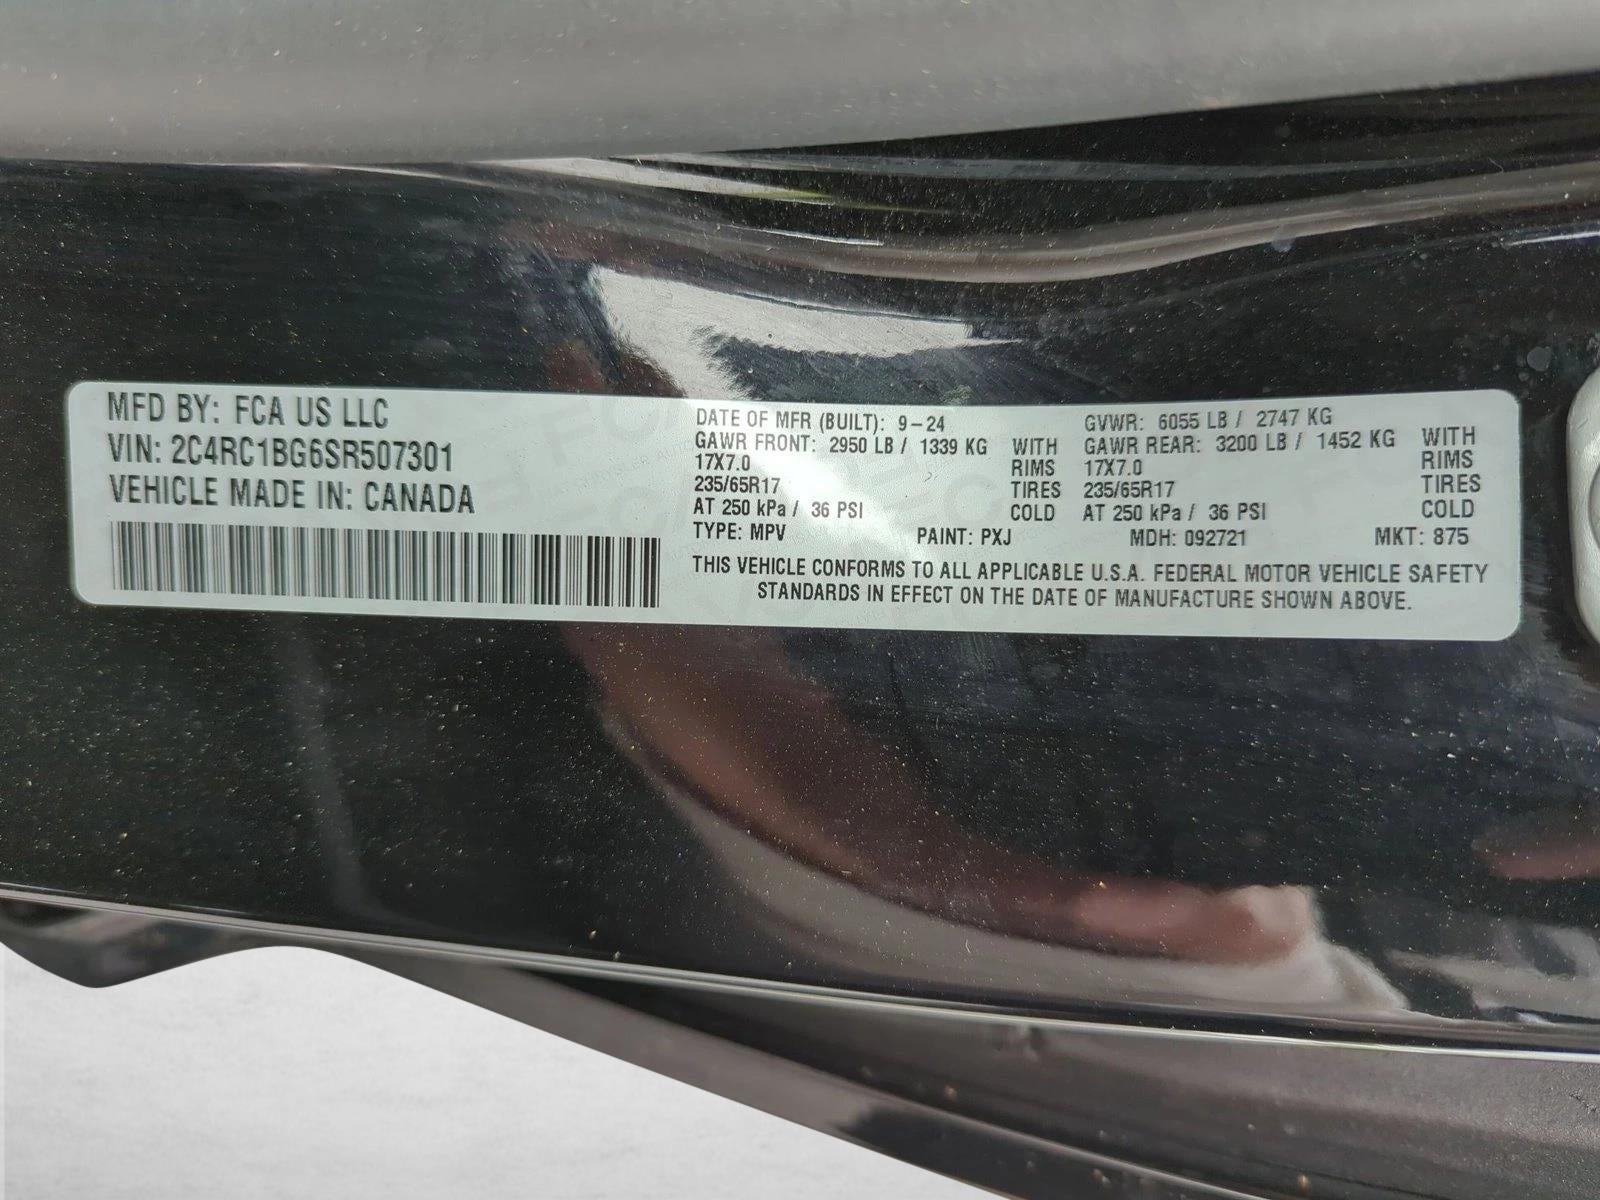 MFD BY: FCA US LLC
VIN: 2C4RC1BG6SR507301
VEHICLE MADE IN: CANADA
DATE OF MFR (BUILT): 9-24 GVWR: 6055 LB / 2747 KG
GAWR FRONT: 2950 LB / 1339 KG WITH GAWR REAR: 3200 LB / 1452 KG WITH
17X7.0 RIMS 17X7.0 RIMS
235/65R17 TIRES 235/65R17 TIRES
AT 250 kPa / 36 PSI COLD AT 250 kPa / 36 PSI COLD
TYPE: MPV PAINT: PXJ MDH: 092721 MKT: 875
THIS VEHICLE CONFORMS TO ALL APPLICABLE U.S.A. FEDERAL MOTOR VEHICLE SAFETY
STANDARDS IN EFFECT ON THE DATE OF MANUFACTURE SHOWN ABOVE.